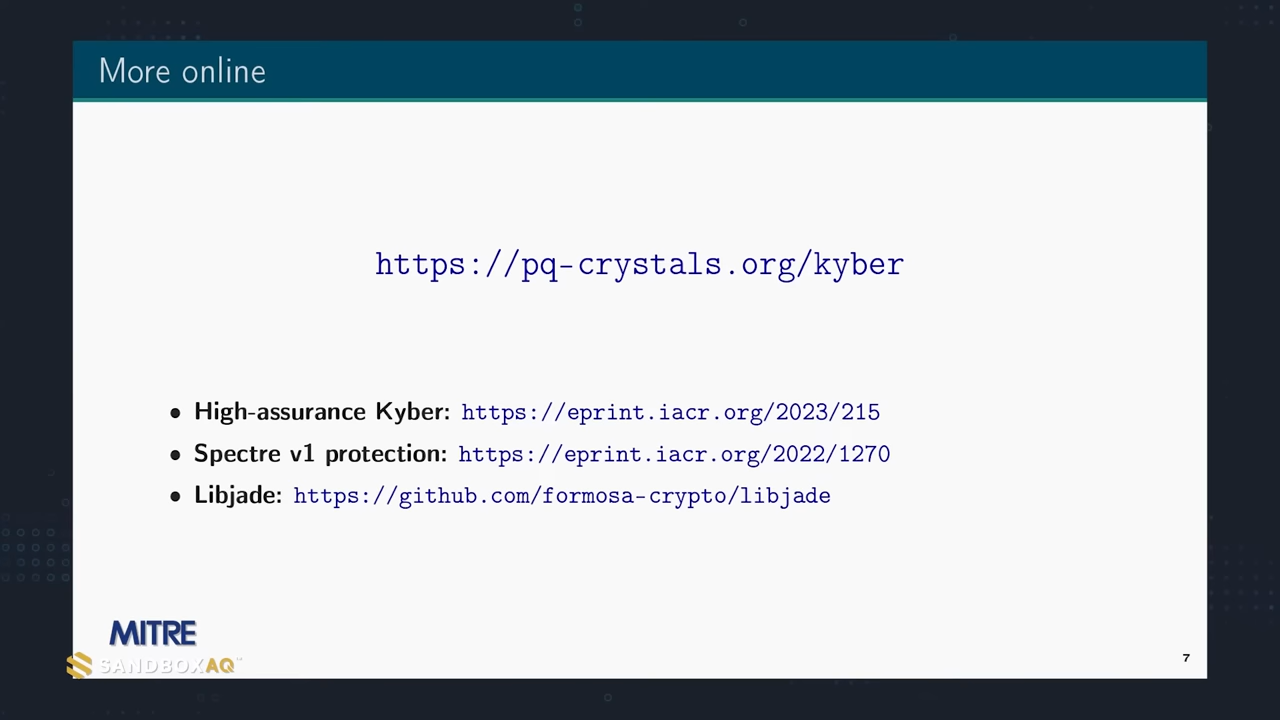 More online
https://pq-crystals.org/kyber
• High-assurance Kyber: https://eprint.iacr.org/2023/215
• Spectre v1 protection: https://eprint.iacr.org/2022/1270
• Libjade: https://github.com/formosa-crypto/libjade
MITRE
SANDBOXAQ™
7